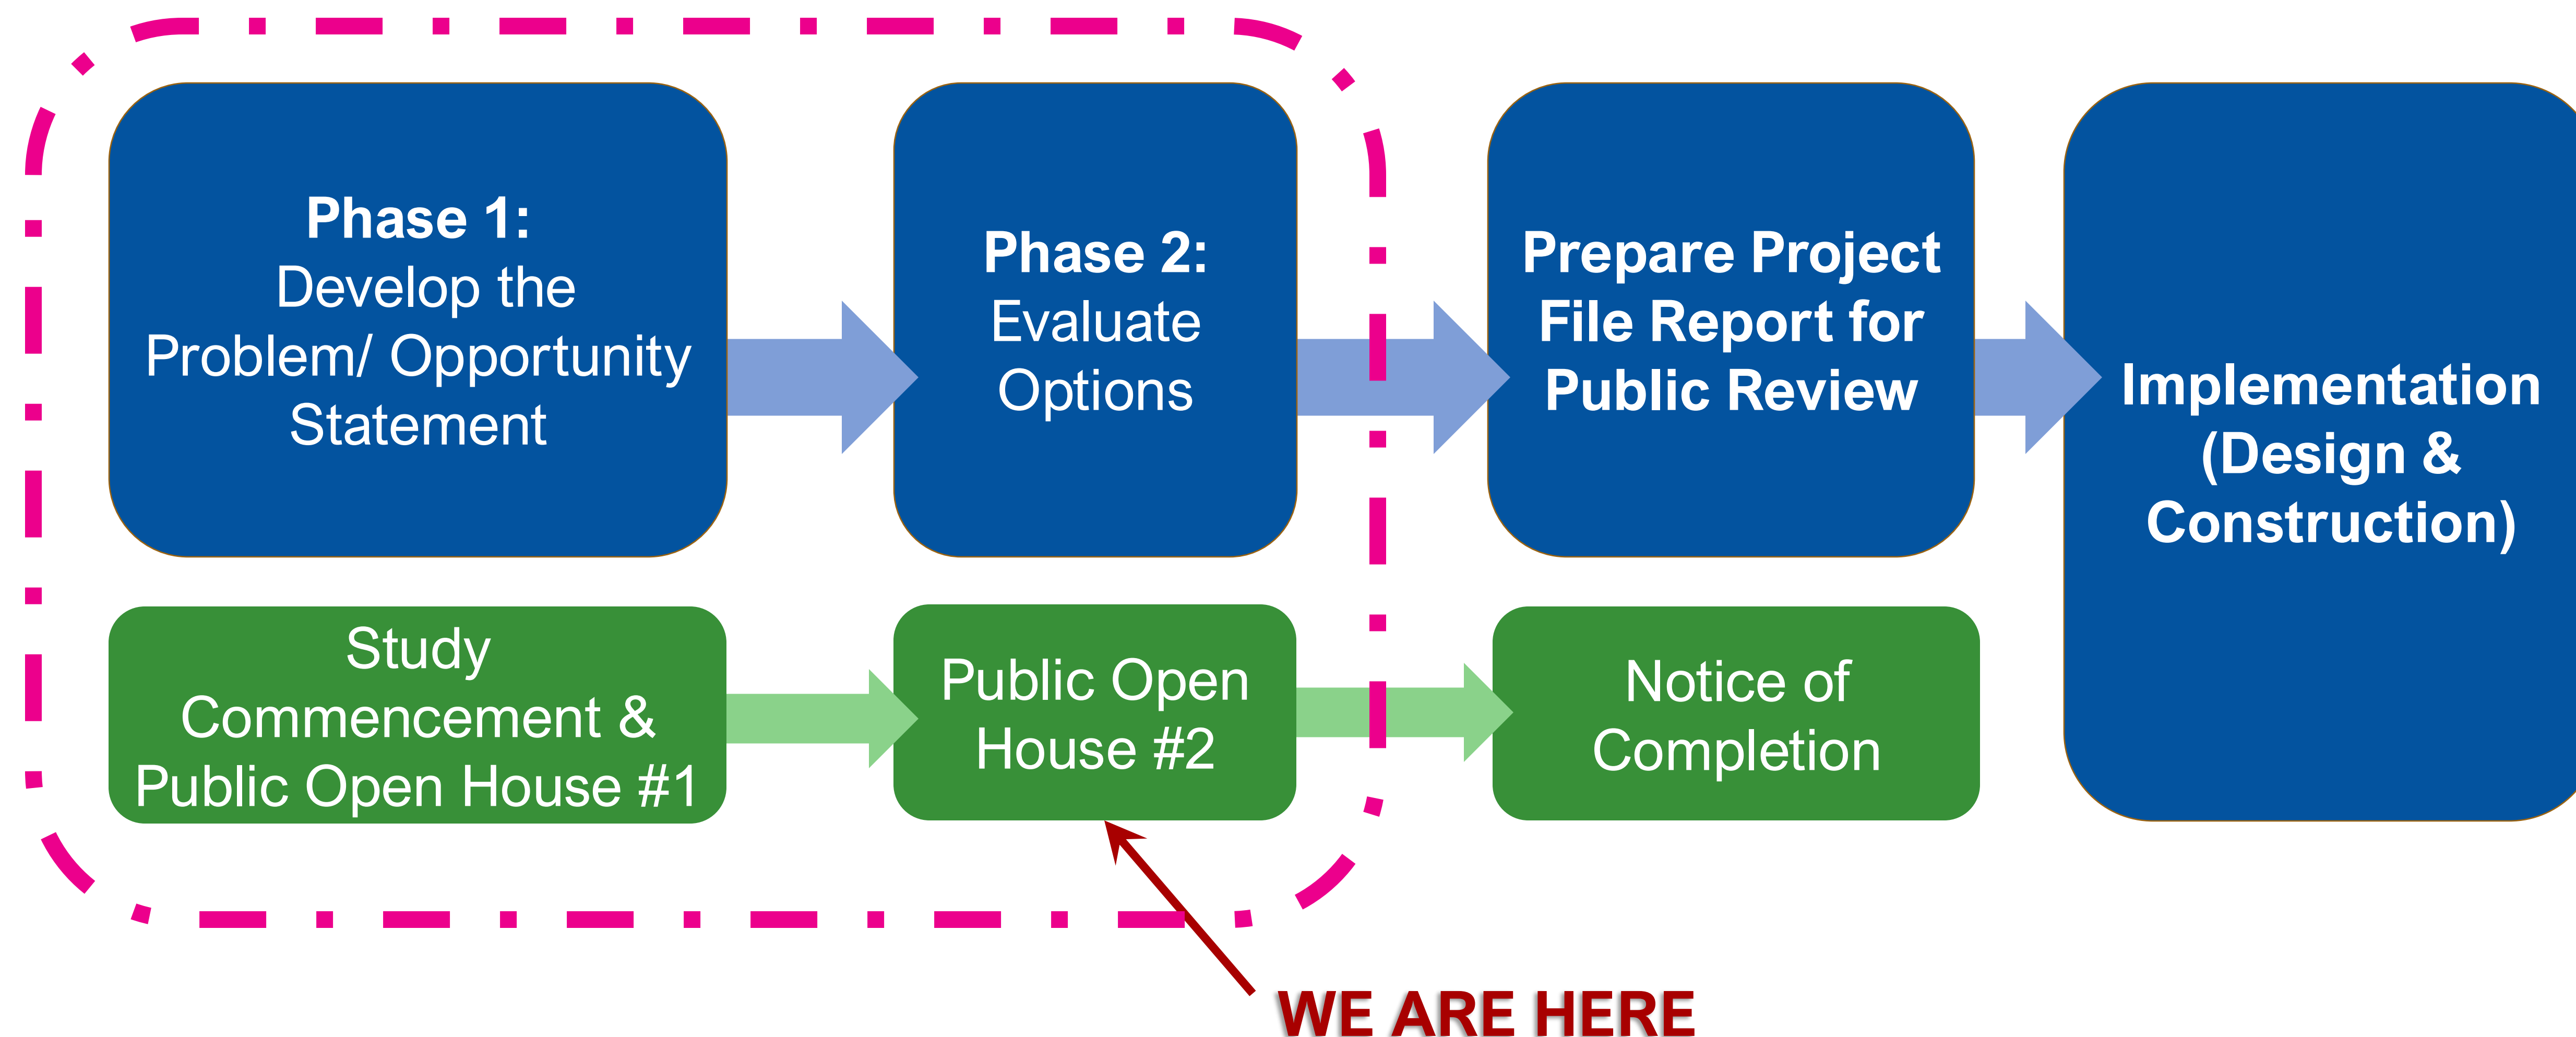 Phase 1:
Develop the
Problem/ Opportunity
Statement
Phase 2:
Evaluate
Options
Prepare Project
File Report for
Public Review
Implementation
(Design &
Construction)
Study
Commencement &
Public Open House #1
Public Open
House #2
Notice of
Completion
WE ARE HERE